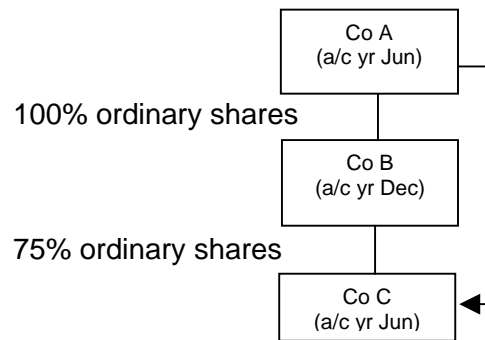 Co A
(a/c yr Jun)
100% ordinary shares
Co B
(a/c yr Dec)
75% ordinary shares
Co C
(a/c yr Jun)